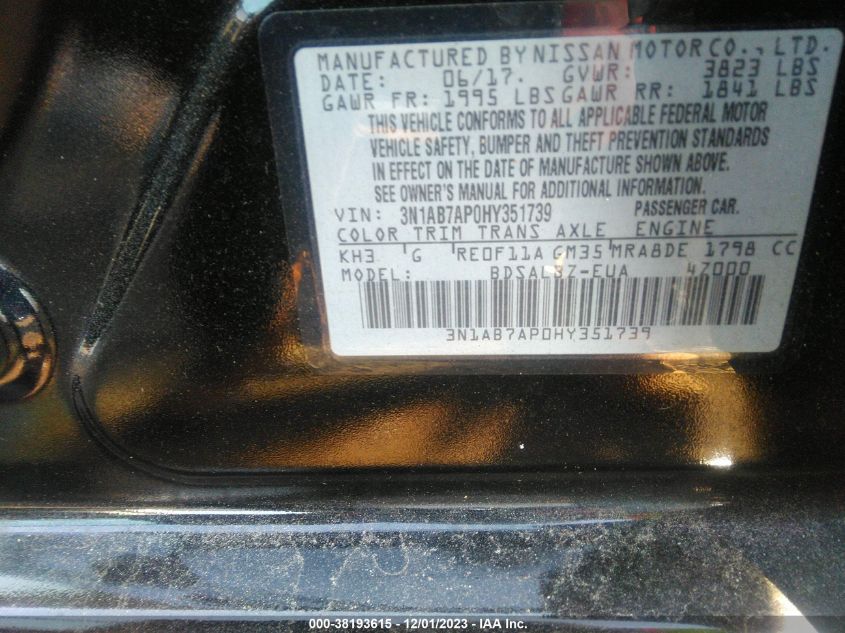 MANUFACTURED BY NISSAN MOTOR CO., LTD.
DATE: 06/17. GVWR: 3823 LBS
GAWR FR: 1995 LBS GAWR RR: 1841 LBS
THIS VEHICLE CONFORMS TO ALL APPLICABLE FEDERAL MOTOR
VEHICLE SAFETY, BUMPER AND THEFT PREVENTION STANDARDS
IN EFFECT ON THE DATE OF MANUFACTURE SHOWN ABOVE.
SEE OWNER'S MANUAL FOR ADDITIONAL INFORMATION.
VIN: 3N1AB7AP0HY351739 PASSENGER CAR.
COLOR TRIM TRANS AXLE ENGINE
KH3 G RE0F11A GM35 MRA8DE 1798 CC
MODEL: 47000
3N1AB7AP0HY351739
000-38193615 - 12/01/2023 - IAA Inc.